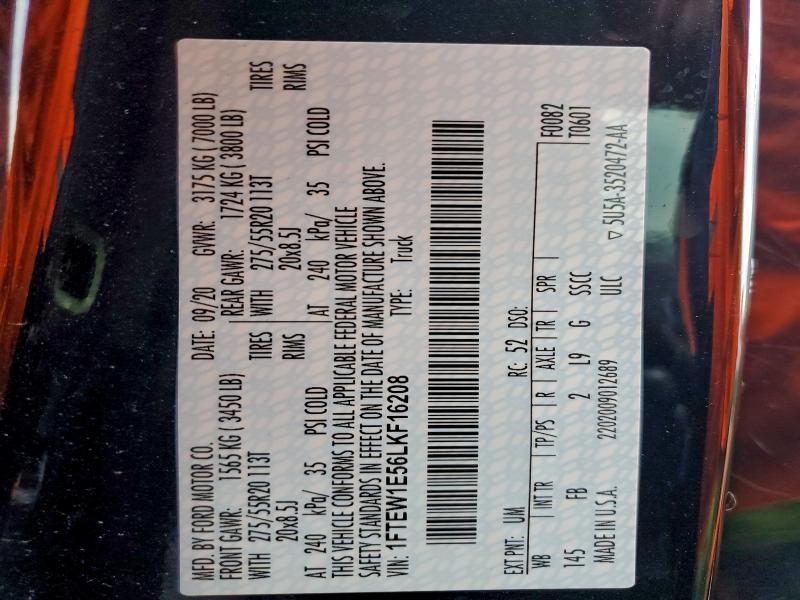 MFD. BY FORD MOTOR CO. DATE: 09/20 GVWR: 3175 KG ( 7000 LB)
FRONT GAWR: 1565 KG ( 3450 LB) REAR GAWR: 1724 KG ( 3800 LB)
WITH 275/55R20 113T TIRES WITH 275/55R20 113T TIRES
20x8.5J RIMS 20x8.5J RIMS
AT 240 kPa/ 35 PSI COLD AT 240 kPa/ 35 PSI COLD
THIS VEHICLE CONFORMS TO ALL APPLICABLE FEDERAL MOTOR VEHICLE
SAFETY STANDARDS IN EFFECT ON THE DATE OF MANUFACTURE SHOWN ABOVE.
VIN: 1FTEW1E56LKF16208 TYPE: Truck
EXT PNT: UM RC: 52 DSO: F0082
WB INT TR TP/PS R AXLE TR SPR T0601
145 FB 2 L9 G SSCC
MADE IN U.S.A. 2202009012689 ULC ▽ 5U5A-3520472-AA